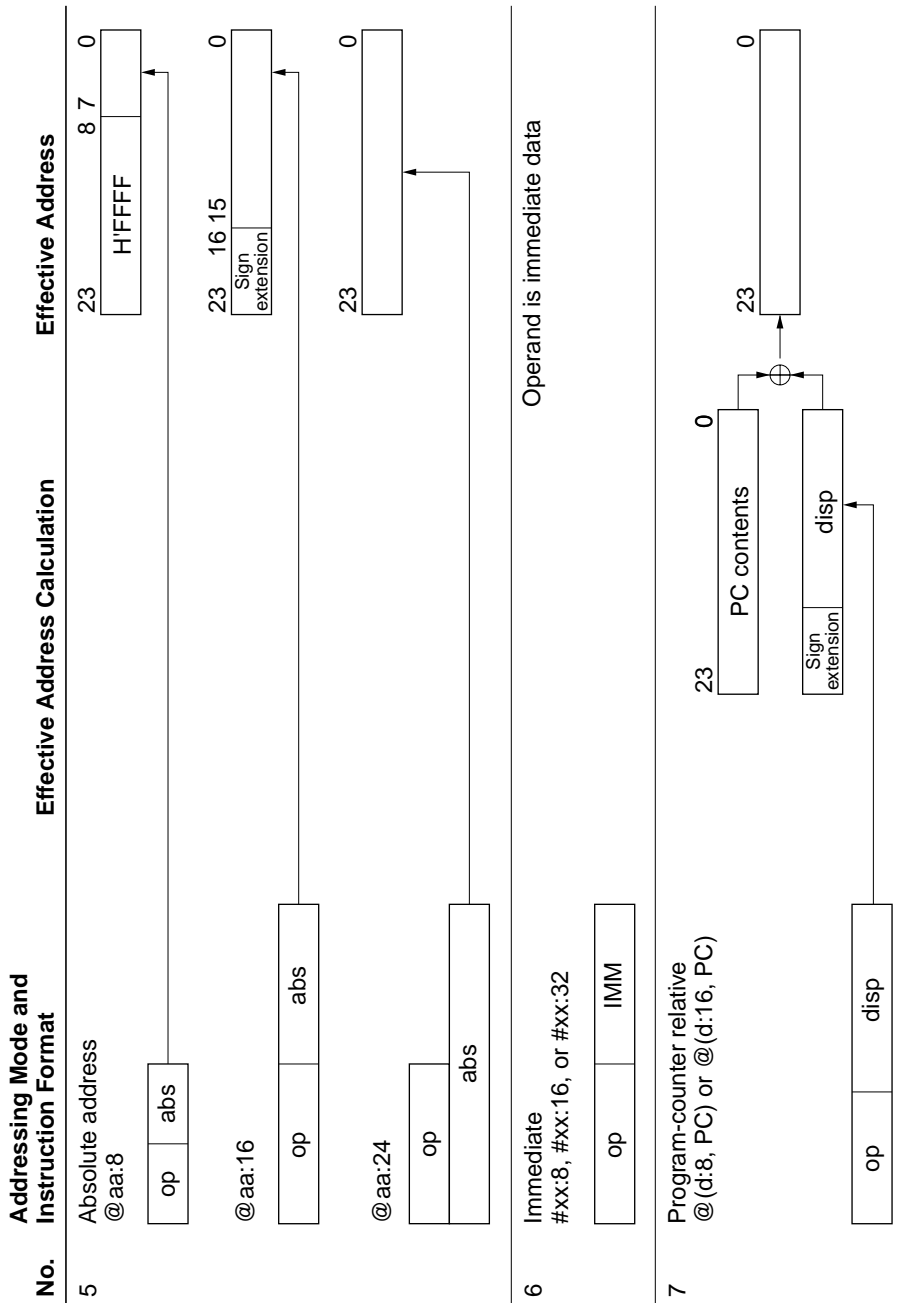 No.
Addressing Mode and
Instruction Format
Effective Address Calculation
Effective Address
5
Absolute address
@aa:8
op
abs
23
8 7
0
H'FFFF
@aa:16
op
abs
23
16 15
0
Sign
extension
@aa:24
op
abs
23
0
6
Immediate
#xx:8, #xx:16, or #xx:32
op
IMM
Operand is immediate data
7
Program-counter relative
@(d:8, PC) or @(d:16, PC)
op
disp
23
0
PC contents
Sign
extension
disp
23
0